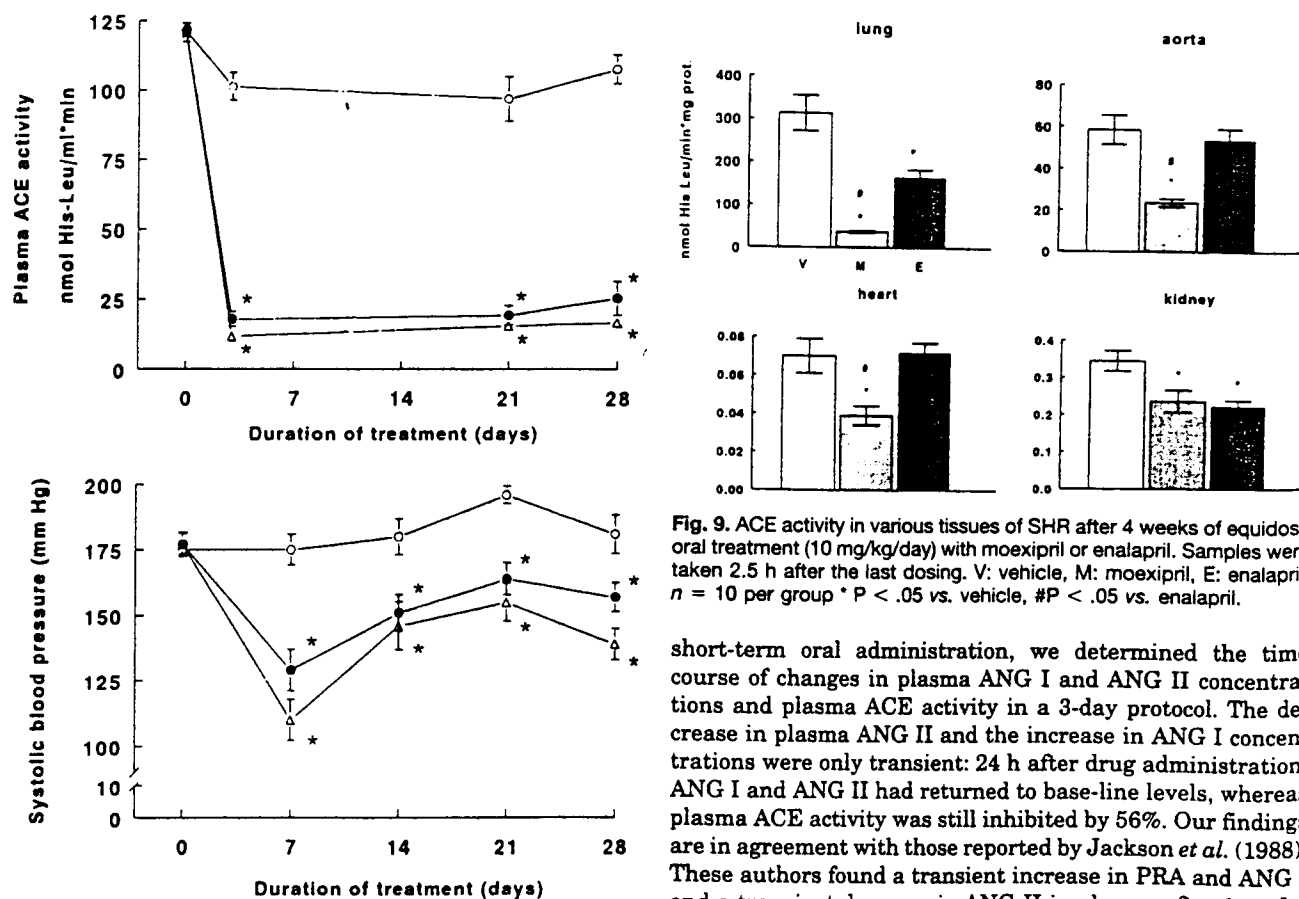 125
100
75
50
25
0
Plasma ACE activity
nmol His-Leu/ml*min
* * *
* * *
0 7 14 21 28
Duration of treatment (days)
200
175
150
125
100
10
0
Systolic blood pressure (mm Hg)
* * * *
* * * *
0 7 14 21 28
Duration of treatment (days)
lung
400
300
200
100
0
nmol His Leu/min*mg prot.
#
V M E
aorta
80
60
40
20
0
#
heart
0.08
0.06
0.04
0.02
0.00
#
kidney
0.4
0.3
0.2
0.1
0.0
Fig. 9. ACE activity in various tissues of SHR after 4 weeks of equidos
oral treatment (10 mg/kg/day) with moexipril or enalapril. Samples wer
taken 2.5 h after the last dosing. V: vehicle, M: moexipril, E: enalapri
n = 10 per group * P < .05 vs. vehicle, #P < .05 vs. enalapril.
short-term oral administration, we determined the tim
course of changes in plasma ANG I and ANG II concentra
tions and plasma ACE activity in a 3-day protocol. The de
crease in plasma ANG II and the increase in ANG I concen
trations were only transient: 24 h after drug administration
ANG I and ANG II had returned to base-line levels, wherea
plasma ACE activity was still inhibited by 56%. Our finding
are in agreement with those reported by Jackson et al. (1988)
These authors found a transient increase in PRA and ANG